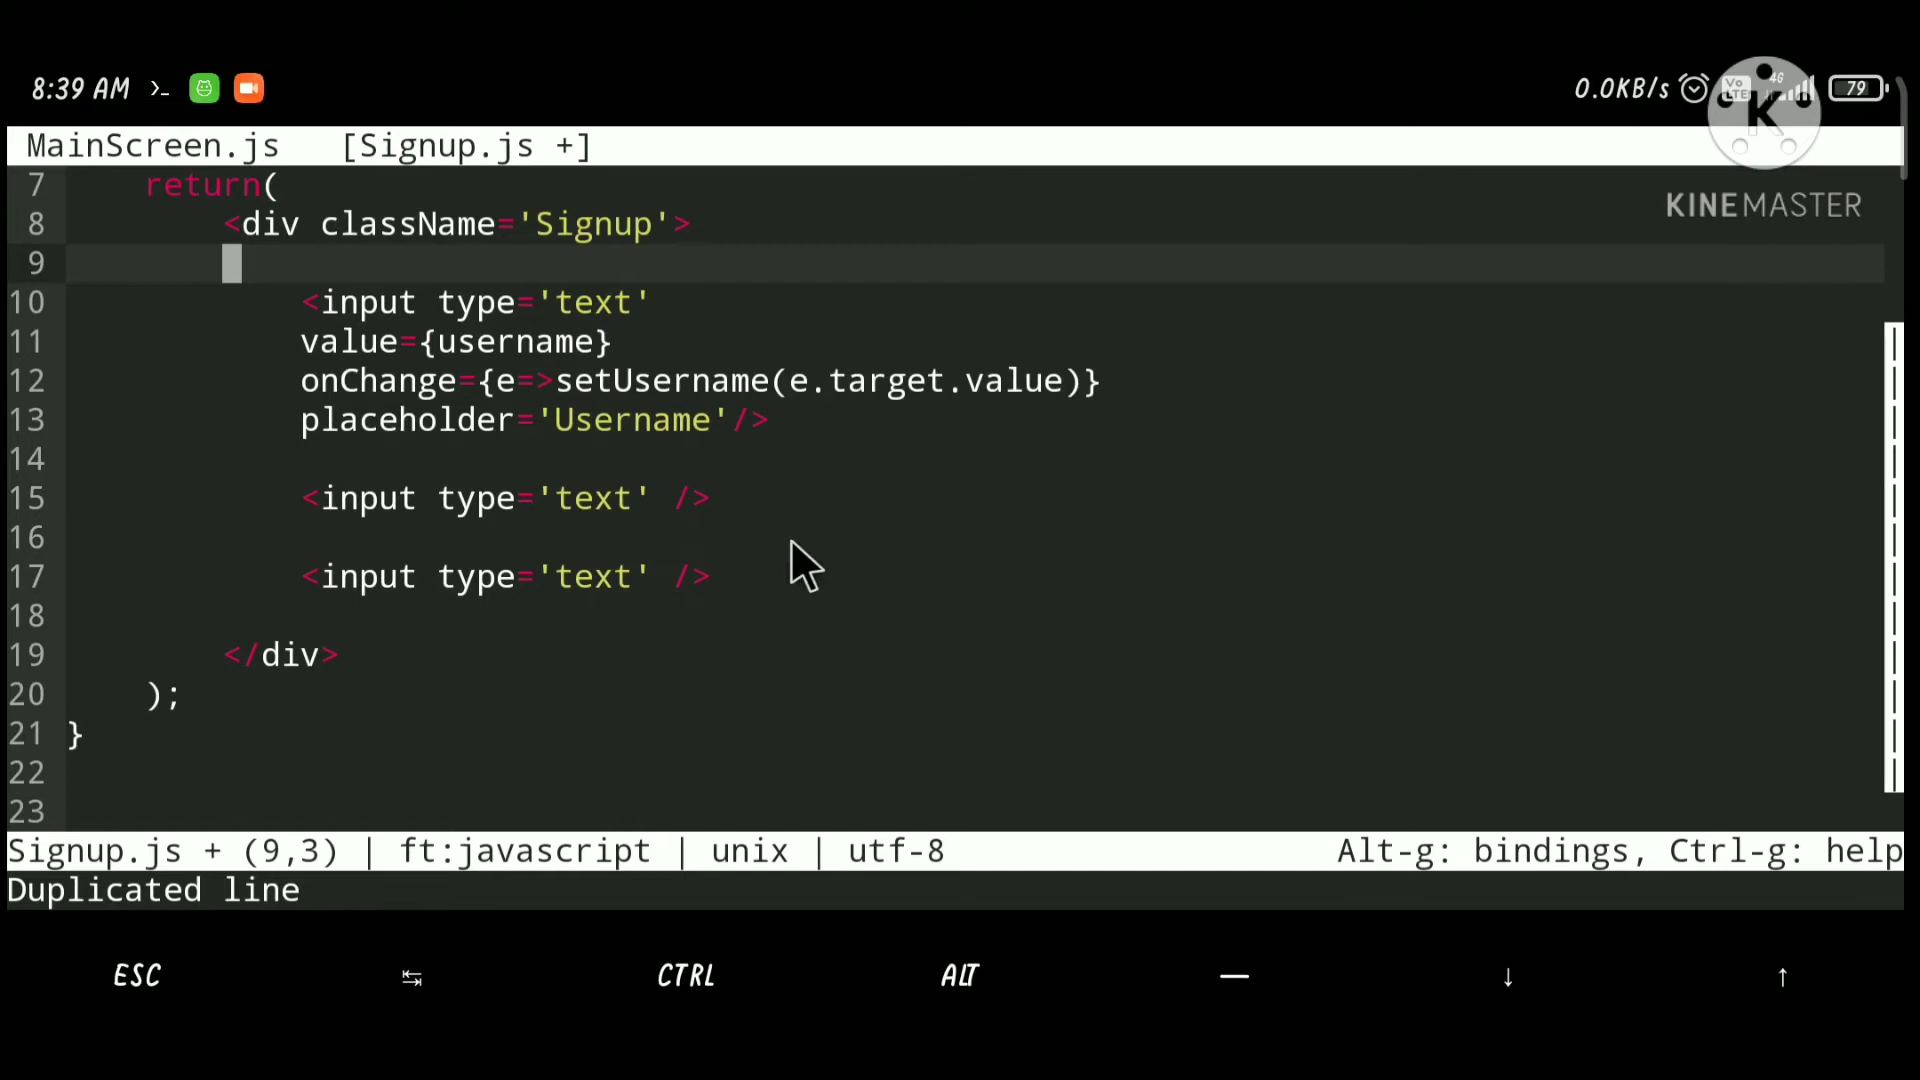 8:39 AM
0.0KB/s 4G 79
Vo LTE
K
KINEMASTER
MainScreen.js [Signup.js +]
7 return(
8 <div className='Signup'>
9
10 <input type='text'
11 value={username}
12 onChange={e=>setUsername(e.target.value)}
13 placeholder='Username'/>
14
15 <input type='text' />
16
17 <input type='text' />
18
19 </div>
20 );
21 }
22
23
Signup.js + (9,3) | ft:javascript | unix | utf-8 Alt-g: bindings, Ctrl-g: help
Duplicated line
ESC ↹ CTRL ALT — ↓ ↑